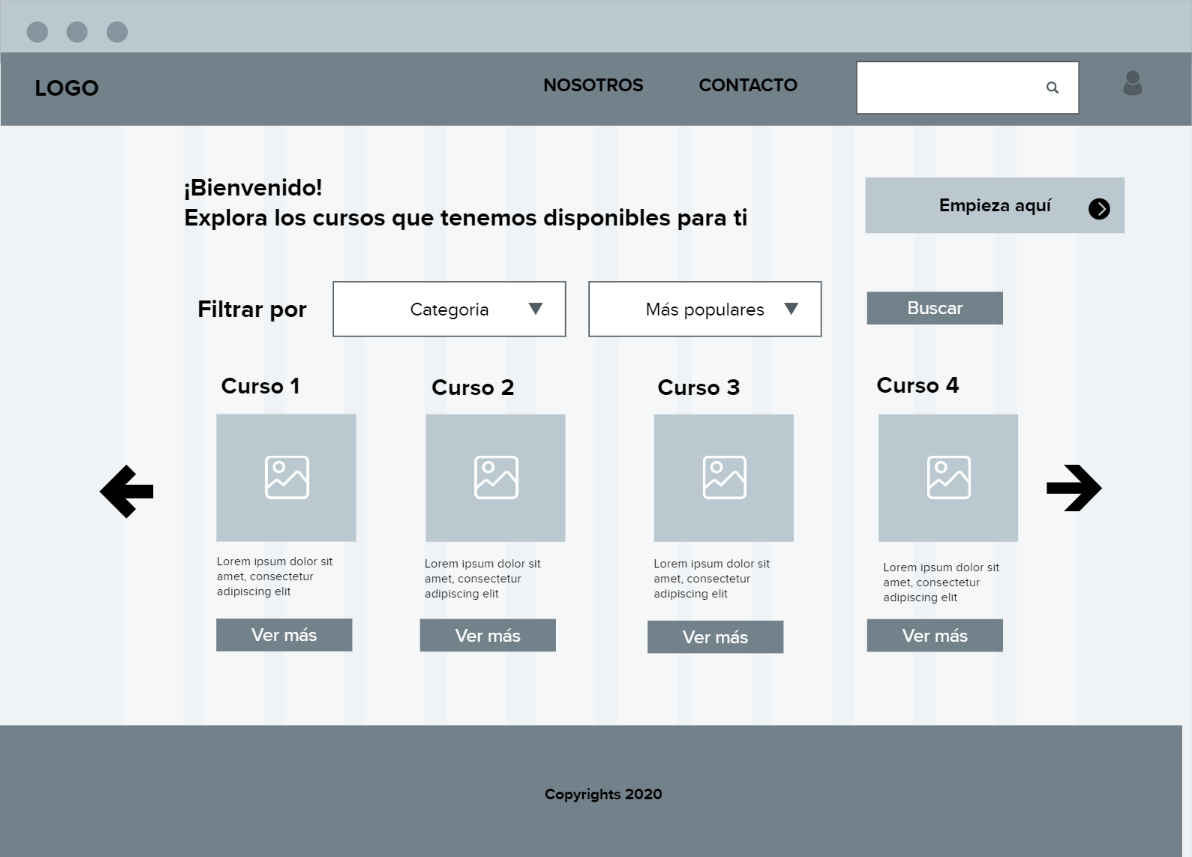 LOGO
NOSOTROS
CONTACTO
¡Bienvenido!
Explora los cursos que tenemos disponibles para ti
Empieza aquí
Filtrar por
Categoria
Más populares
Buscar
Curso 1
Curso 2
Curso 3
Curso 4
Lorem ipsum dolor sit
amet, consectetur
adipiscing elit
Lorem ipsum dolor sit
amet, consectetur
adipiscing elit
Lorem ipsum dolor sit
amet, consectetur
adipiscing elit
Lorem ipsum dolor sit
amet, consectetur
adipiscing elit
Ver más
Ver más
Ver más
Ver más
Copyrights 2020